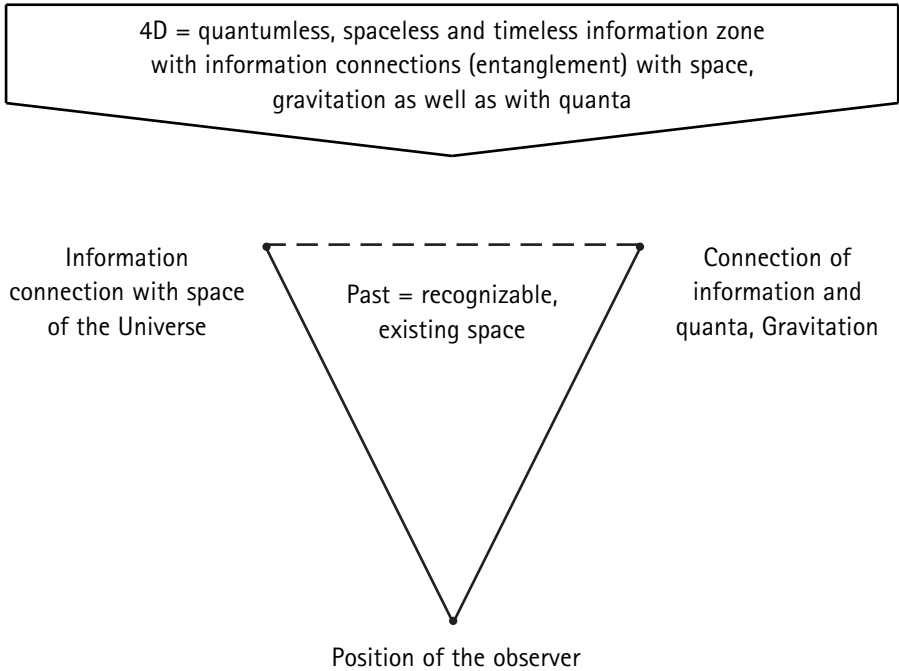 4D = quantumless, spaceless and timeless information zone
with information connections (entanglement) with space,
gravitation as well as with quanta
Information
connection with space
of the Universe
Past = recognizable,
existing space
Connection of
information and
quanta, Gravitation
Position of the observer